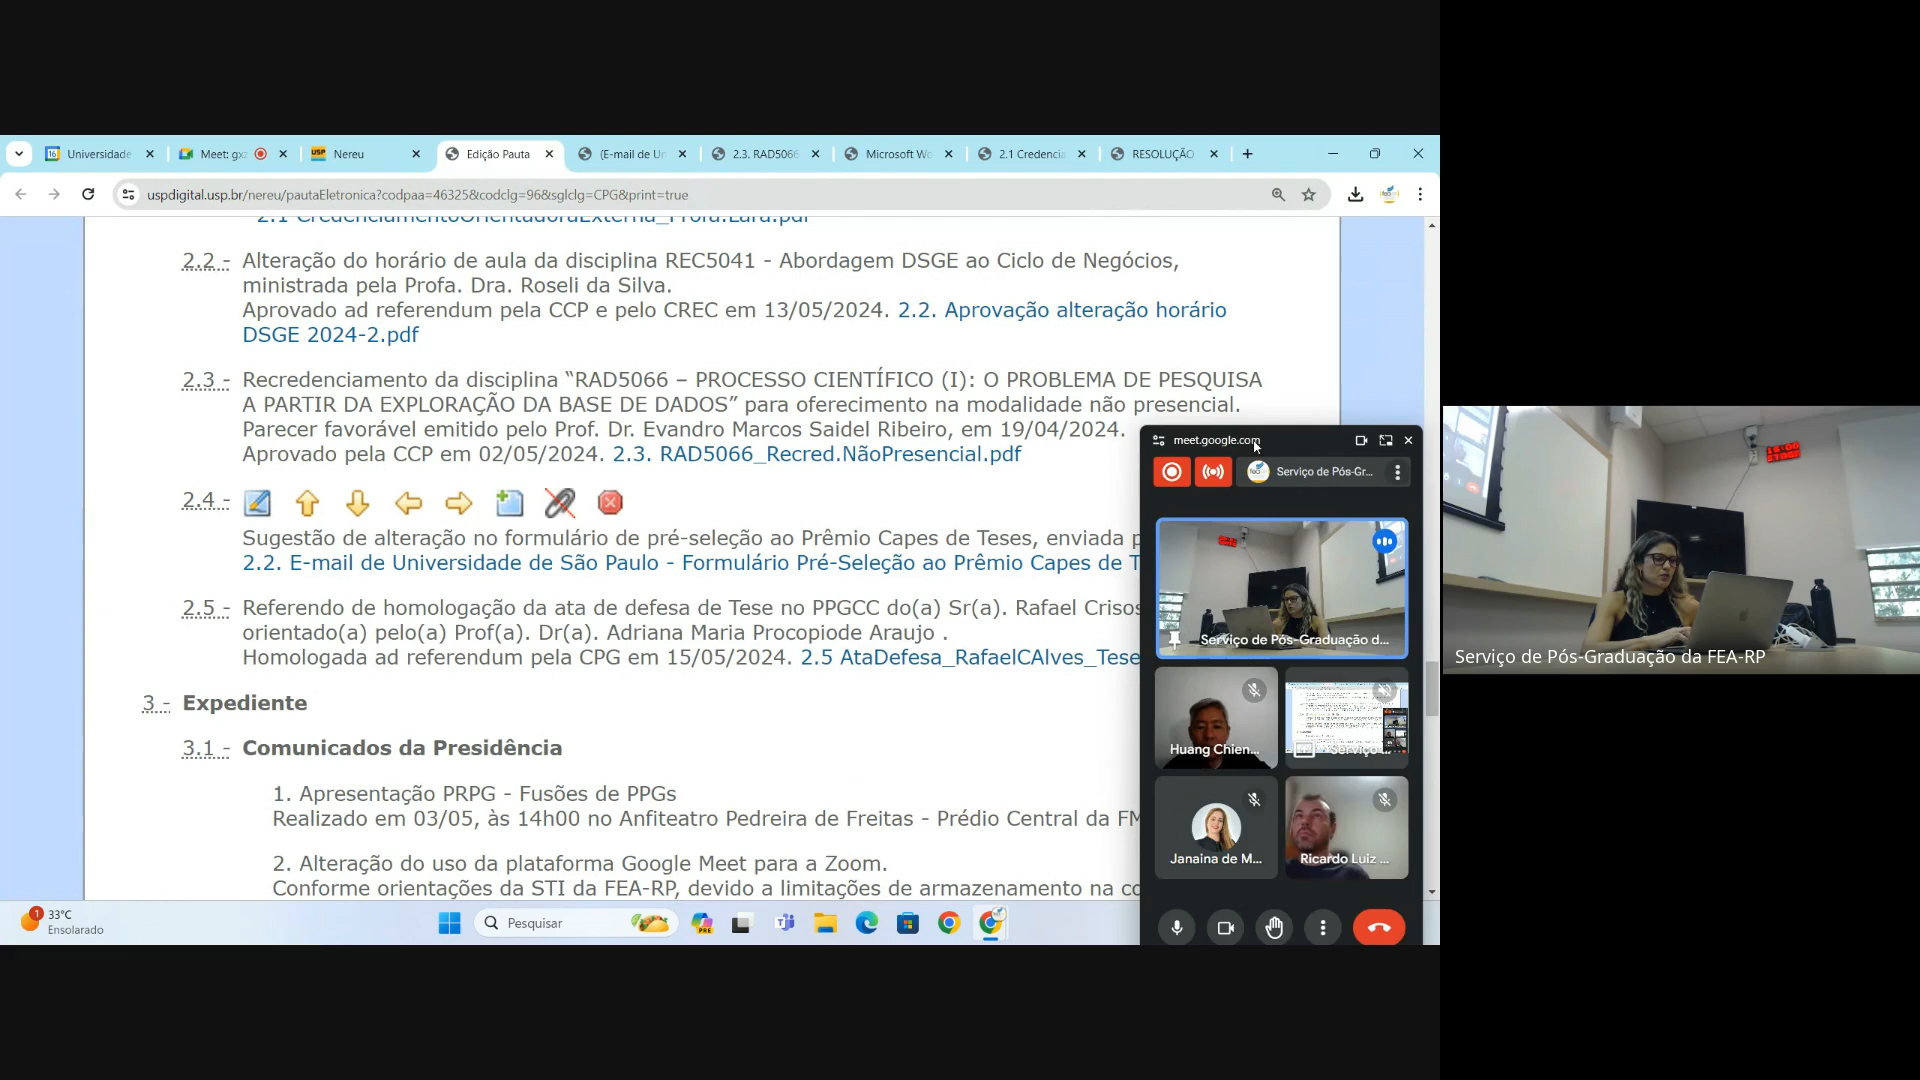 Universidade
Meet: gx
Nereu
Edição Pauta
(E-mail de Un
2.3. RAD5066
Microsoft Wo
2.1 Credencia
RESOLUÇÃO
uspdigital.usp.br/nereu/pautaEletronica?codpaa=46325&codclg=96&sglclg=CPG&print=true
2.1 CredenciamentoOrientadoraExterna_Profa.Lara.pdf
2.2 - Alteração do horário de aula da disciplina REC5041 - Abordagem DSGE ao Ciclo de Negócios,
ministrada pela Profa. Dra. Roseli da Silva.
Aprovado ad referendum pela CCP e pelo CREC em 13/05/2024. 2.2. Aprovação alteração horário
DSGE 2024-2.pdf
2.3 - Recredenciamento da disciplina “RAD5066 – PROCESSO CIENTÍFICO (I): O PROBLEMA DE PESQUISA
A PARTIR DA EXPLORAÇÃO DA BASE DE DADOS” para oferecimento na modalidade não presencial.
Parecer favorável emitido pelo Prof. Dr. Evandro Marcos Saidel Ribeiro, em 19/04/2024.
Aprovado pela CCP em 02/05/2024. 2.3. RAD5066_Recred.NãoPresencial.pdf
2.4 -
Sugestão de alteração no formulário de pré-seleção ao Prêmio Capes de Teses, enviada p
2.2. E-mail de Universidade de São Paulo - Formulário Pré-Seleção ao Prêmio Capes de T
2.5 - Referendo de homologação da ata de defesa de Tese no PPGCC do(a) Sr(a). Rafael Crisos
orientado(a) pelo(a) Prof(a). Dr(a). Adriana Maria Procopiode Araujo .
Homologada ad referendum pela CPG em 15/05/2024. 2.5 AtaDefesa_RafaelCAlves_Tese
3 - Expediente
3.1 - Comunicados da Presidência
1. Apresentação PRPG - Fusões de PPGs
Realizado em 03/05, às 14h00 no Anfiteatro Pedreira de Freitas - Prédio Central da FM
2. Alteração do uso da plataforma Google Meet para a Zoom.
Conforme orientações da STI da FEA-RP, devido a limitações de armazenamento na co
meet.google.com
Serviço de Pós-Gr...
Serviço de Pós-Graduação d...
Huang Chien...
Serviço
Janaina de M...
Ricardo Luiz ...
Serviço de Pós-Graduação da FEA-RP
1
33°C
Ensolarado
Pesquisar
PRE